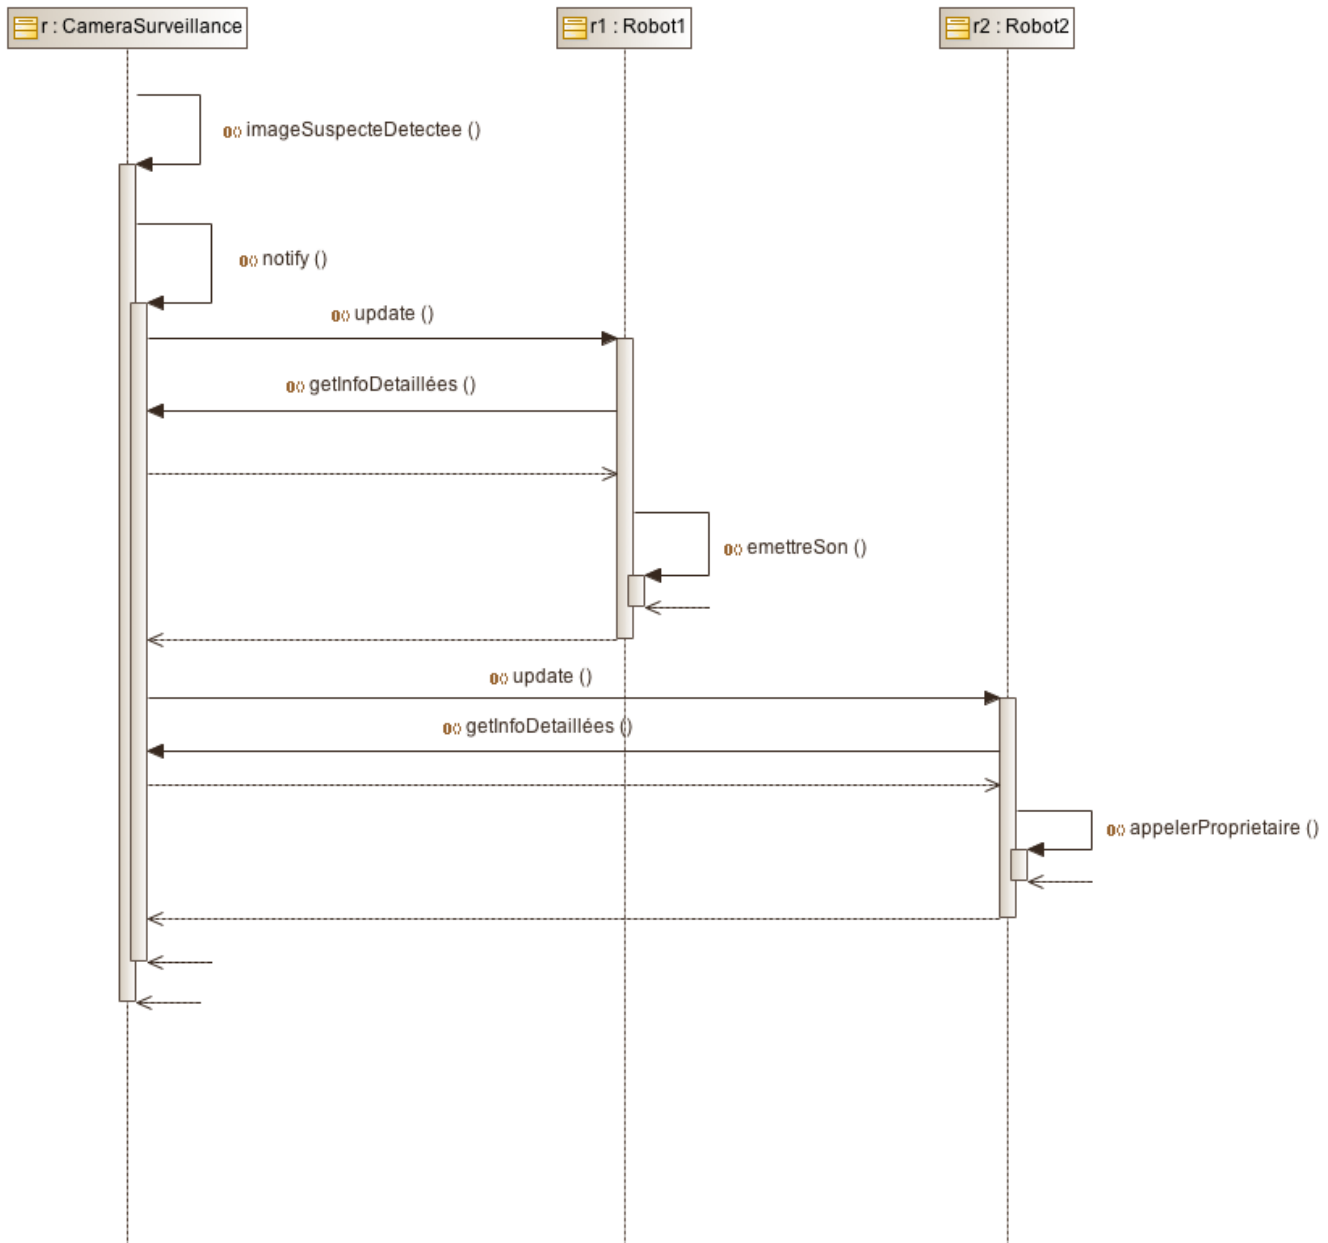 r : CameraSurveillance
r1 : Robot1
r2 : Robot2
imageSuspecteDetectee ()
notify ()
update ()
getInfoDetaillées ()
emettreSon ()
update ()
getInfoDetaillées ()
appelerProprietaire ()